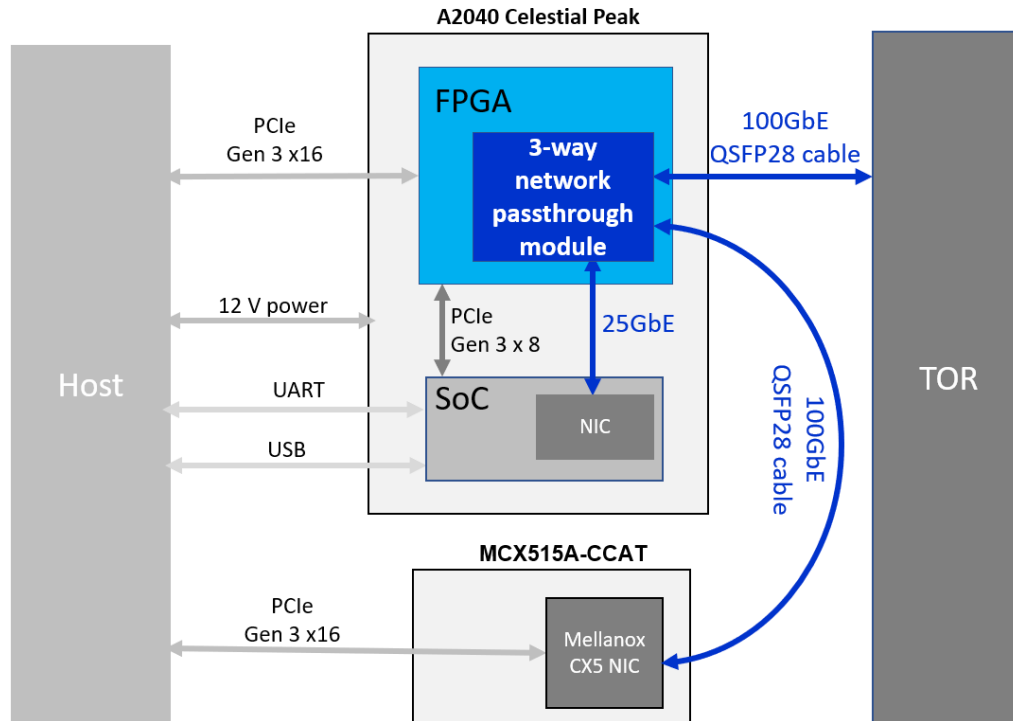 A2040 Celestial Peak
FPGA
PCIe
Gen 3 x16
3-way
network
passthrough
module
100GbE
QSFP28 cable
12 V power
PCIe
Gen 3 x 8
25GbE
Host
TOR
UART
SoC
NIC
USB
100GbE
QSFP28 cable
MCX515A-CCAT
PCIe
Gen 3 x16
Mellanox
CX5 NIC